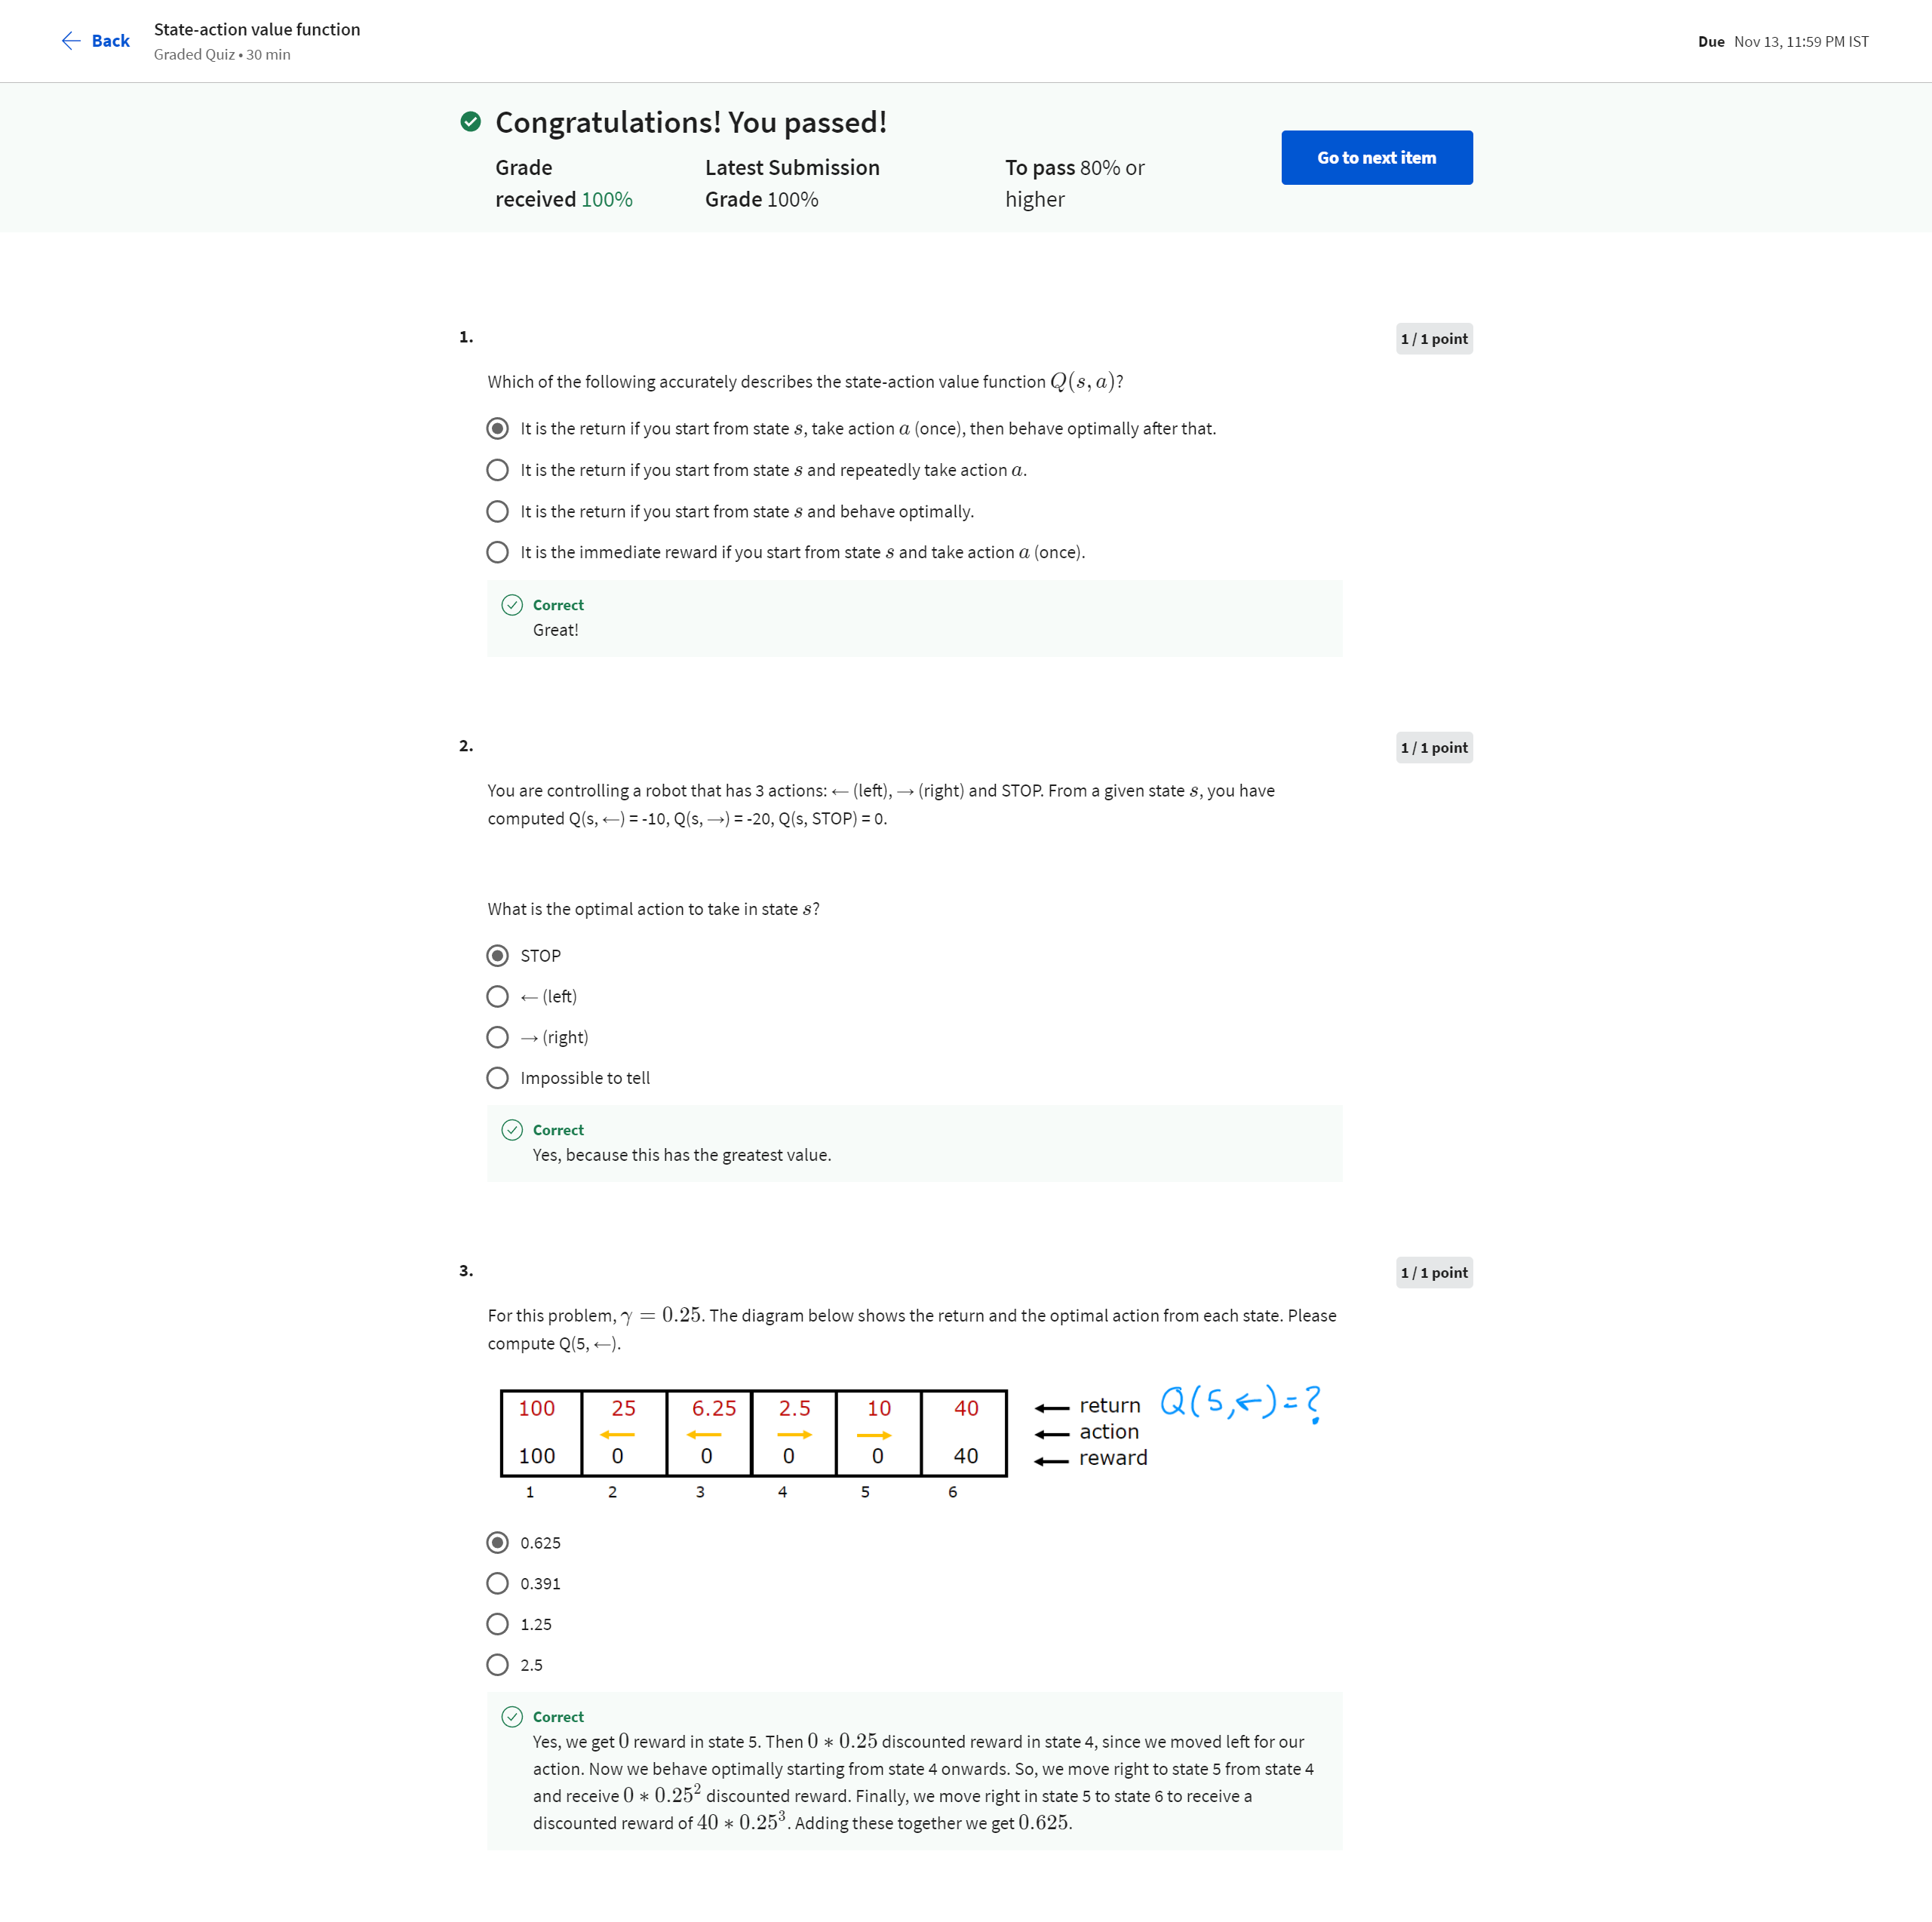 Back
State-action value function
Graded Quiz • 30 min
Due Nov 13, 11:59 PM IST
Congratulations! You passed!
Grade
received 100%
Latest Submission
Grade 100%
To pass 80% or
higher
Go to next item
1.
1 / 1 point
Which of the following accurately describes the state-action value function Q(s, a)?
It is the return if you start from state s, take action a (once), then behave optimally after that.
It is the return if you start from state s and repeatedly take action a.
It is the return if you start from state s and behave optimally.
It is the immediate reward if you start from state s and take action a (once).
Correct
Great!
2.
1 / 1 point
You are controlling a robot that has 3 actions: ← (left), → (right) and STOP. From a given state s, you have
computed Q(s, ←) = -10, Q(s, →) = -20, Q(s, STOP) = 0.
What is the optimal action to take in state s?
STOP
← (left)
→ (right)
Impossible to tell
Correct
Yes, because this has the greatest value.
3.
1 / 1 point
For this problem, γ = 0.25. The diagram below shows the return and the optimal action from each state. Please
compute Q(5, ←).
100 25 6.25 2.5 10 40 ← return Q(5,←)=?
← ← → → ← action
100 0 0 0 0 40 ← reward
1 2 3 4 5 6
0.625
0.391
1.25
2.5
Correct
Yes, we get 0 reward in state 5. Then 0 ∗ 0.25 discounted reward in state 4, since we moved left for our
action. Now we behave optimally starting from state 4 onwards. So, we move right to state 5 from state 4
and receive 0 ∗ 0.25² discounted reward. Finally, we move right in state 5 to state 6 to receive a
discounted reward of 40 ∗ 0.25³. Adding these together we get 0.625.